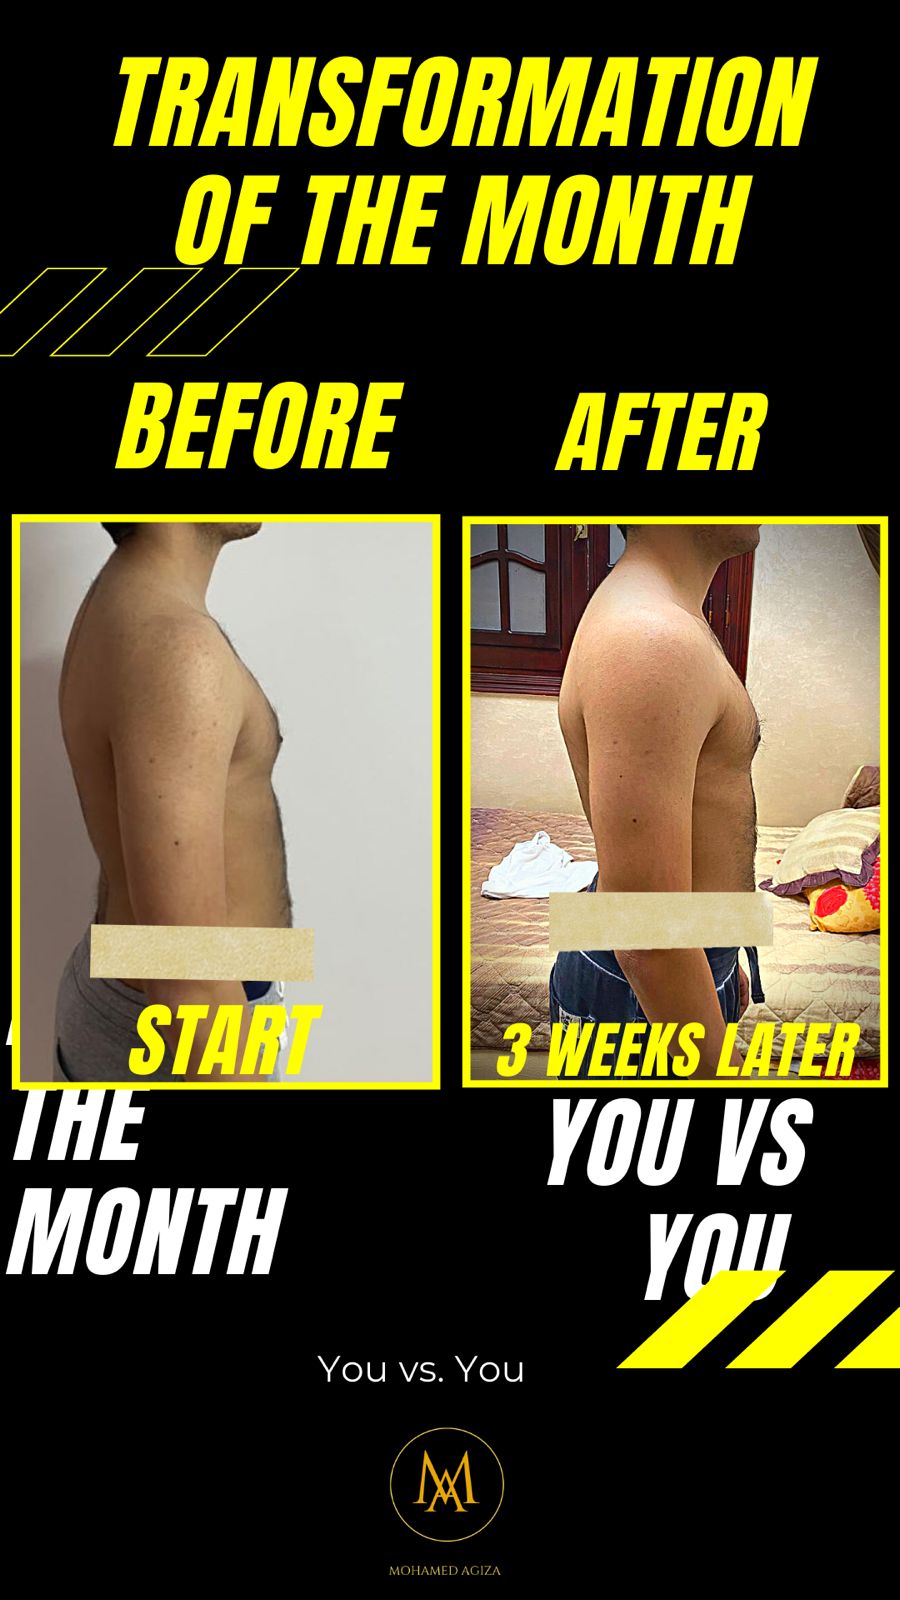 TRANSFORMATION
OF THE MONTH
BEFORE
AFTER
START
3 WEEKS LATER
THE
MONTH
YOU VS
YOU
You vs. You
MA
MOHAMED AGIZA